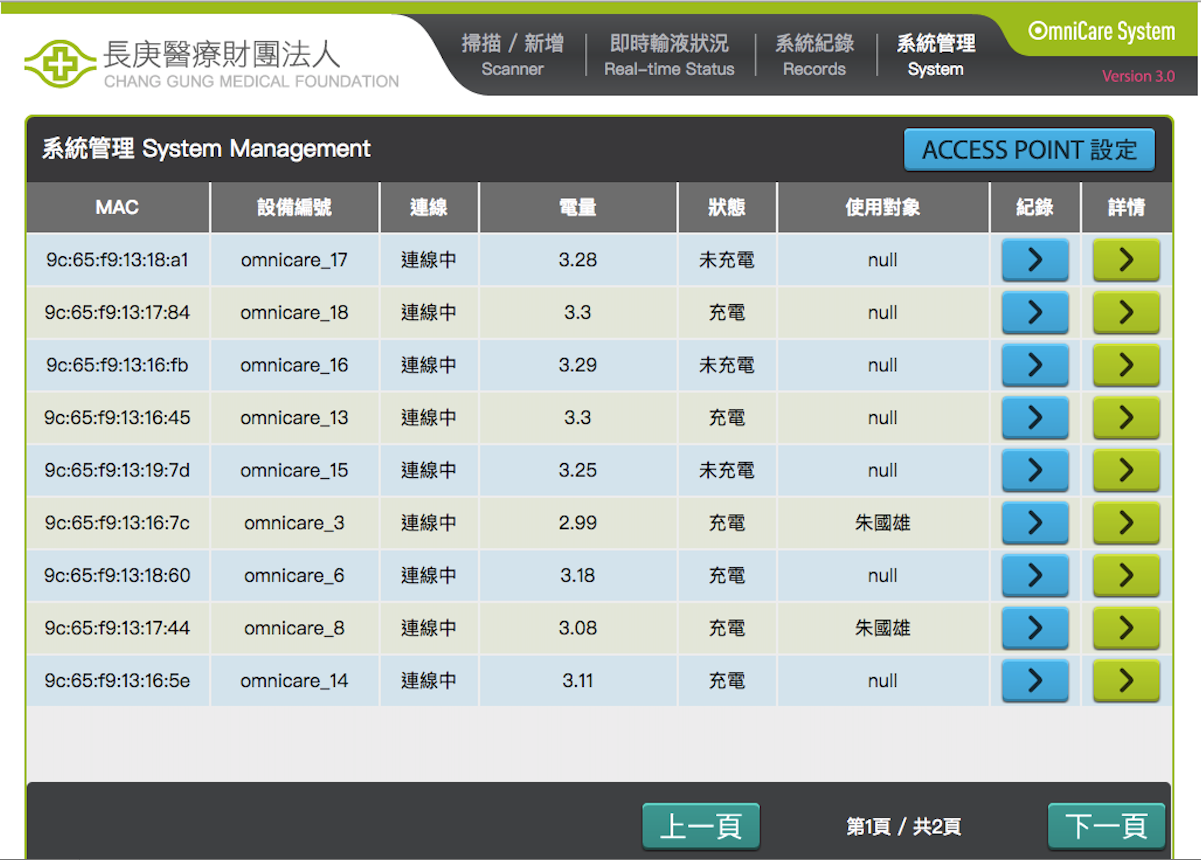 長庚醫療財團法人
CHANG GUNG MEDICAL FOUNDATION
掃描 / 新增
Scanner
即時輸液狀況
Real-time Status
系統紀錄
Records
系統管理
System
OmniCare System
Version 3.0
系統管理 System Management
ACCESS POINT 設定
MAC 設備編號 連線 電量 狀態 使用對象 紀錄 詳情
9c:65:f9:13:18:a1 omnicare_17 連線中 3.28 未充電 null
9c:65:f9:13:17:84 omnicare_18 連線中 3.3 充電 null
9c:65:f9:13:16:fb omnicare_16 連線中 3.29 未充電 null
9c:65:f9:13:16:45 omnicare_13 連線中 3.3 充電 null
9c:65:f9:13:19:7d omnicare_15 連線中 3.25 未充電 null
9c:65:f9:13:16:7c omnicare_3 連線中 2.99 充電 朱國雄
9c:65:f9:13:18:60 omnicare_6 連線中 3.18 充電 null
9c:65:f9:13:17:44 omnicare_8 連線中 3.08 充電 朱國雄
9c:65:f9:13:16:5e omnicare_14 連線中 3.11 充電 null
上一頁 第1頁 / 共2頁 下一頁